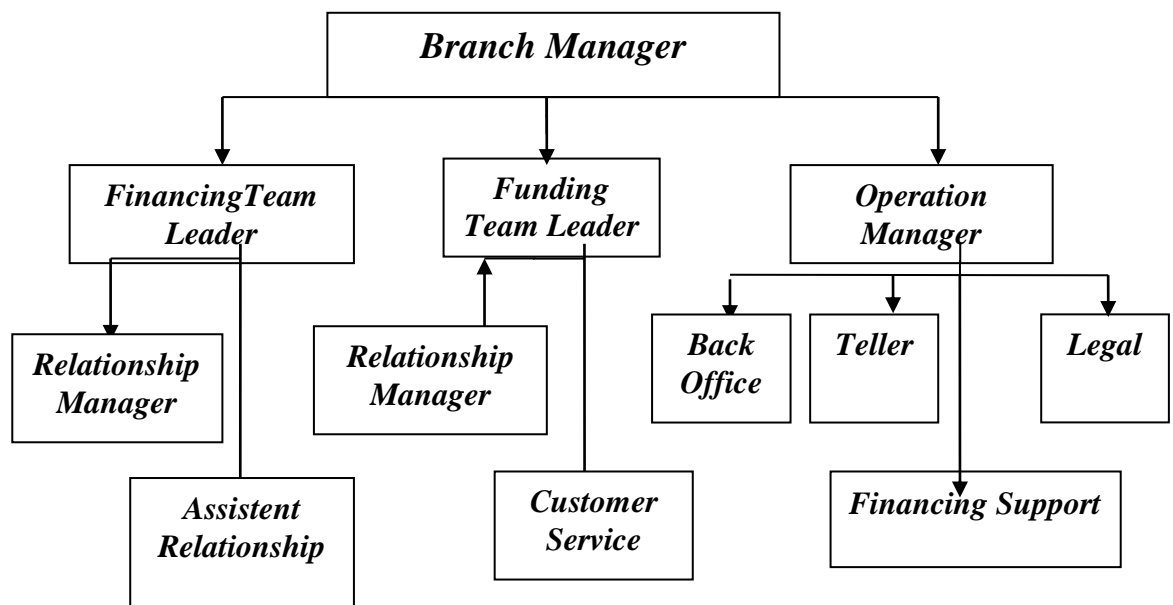 Branch Manager
FinancingTeam
Leader
Funding
Team Leader
Operation
Manager
Relationship
Manager
Relationship
Manager
Back
Office
Teller
Legal
Assistent
Relationship
Customer
Service
Financing Support